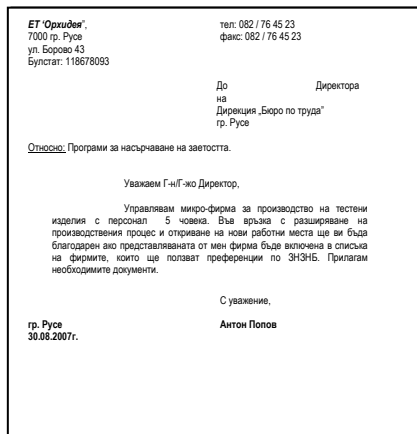 ЕТ "Орхидея", тел: 082 / 76 45 23
7000 гр. Русе факс: 082 / 76 45 23
ул. Борово 43
Булстат: 118678093
До Директора
на
Дирекция „Бюро по труда”
гр. Русе
Относно: Програми за насърчаване на заетостта.
Уважаем Г-н/Г-жо Директор,
Управлявам микро-фирма за производство на тестени
изделия с персонал 5 човека. Във връзка с разширяване на
производствения процес и откриване на нови работни места ще ви бъда
благодарен ако представляваната от мен фирма бъде включена в списъка
на фирмите, които ще ползват преференции по ЗНЗНБ. Прилагам
необходимите документи.
С уважение,
гр. Русе Антон Попов
30.08.2007г.